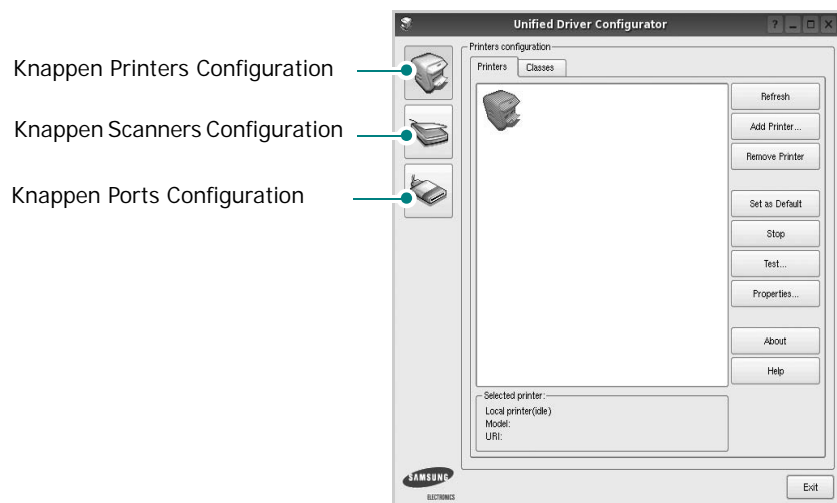 Unified Driver Configurator
?
Knappen Printers Configuration
Knappen Scanners Configuration
Knappen Ports Configuration
Printers configuration
Printers
Classes
Refresh
Add Printer...
Remove Printer
Set as Default
Stop
Test...
Properties...
About
Help
Selected printer:
Local printer(idle)
Model:
URI:
SAMSUNG
ELECTRONICS
Exit